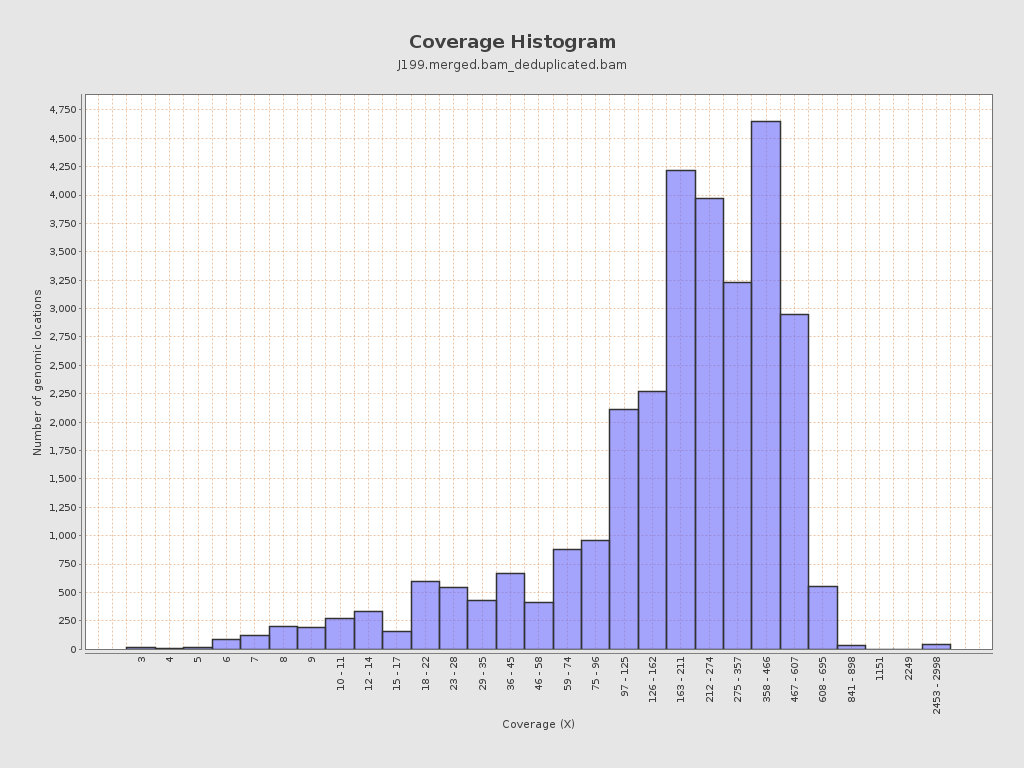 Coverage Histogram
J199.merged.bam_deduplicated.bam
Number of genomic locations
4,750
4,500
4,250
4,000
3,750
3,500
3,250
3,000
2,750
2,500
2,250
2,000
1,750
1,500
1,250
1,000
750
500
250
0
3
4
5
6
7
8
9
10 - 11
12 - 14
15 - 17
18 - 22
23 - 28
29 - 35
36 - 45
46 - 58
59 - 74
75 - 96
97 - 125
126 - 162
163 - 211
212 - 274
275 - 357
358 - 466
467 - 607
608 - 695
841 - 898
1151
2249
2453 - 2998
Coverage (X)